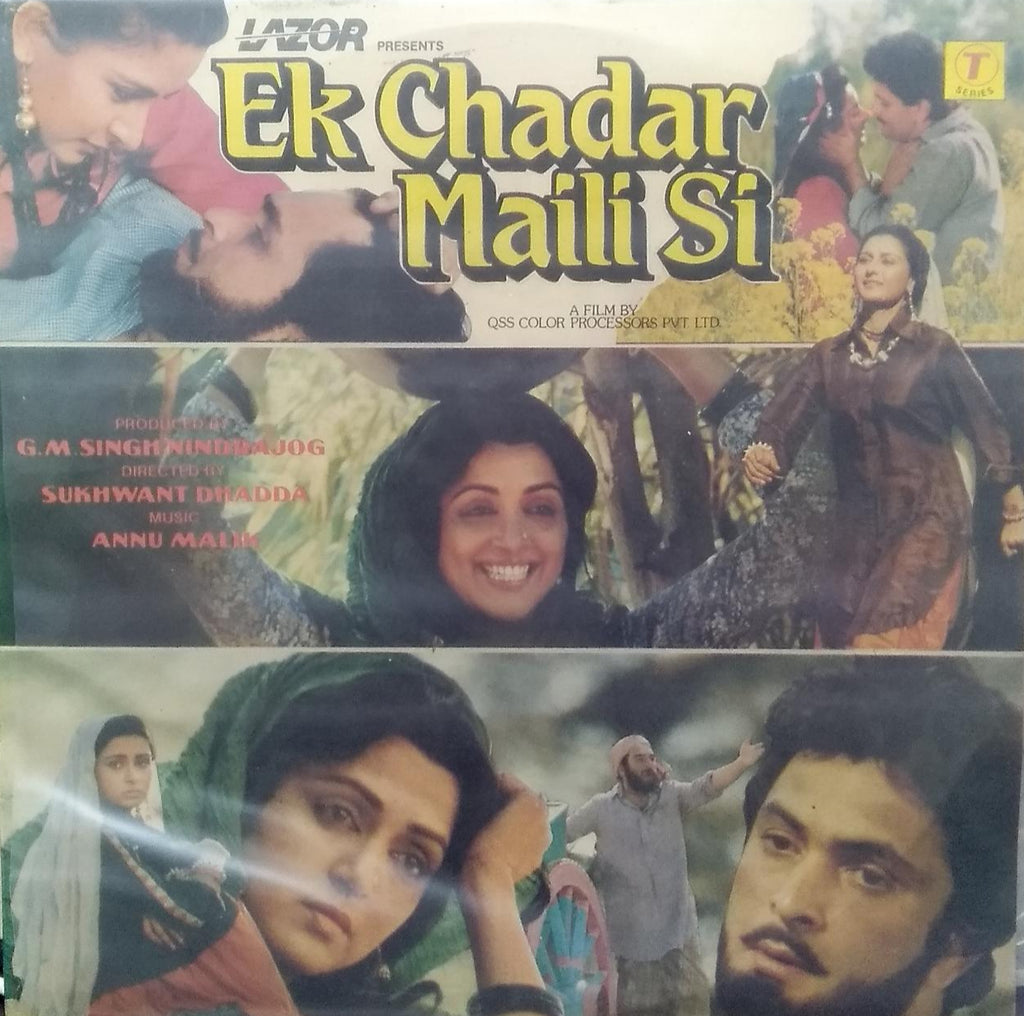 LAZOR PRESENTS
Ek Chadar
Maili Si
T
SERIES
A FILM BY
QSS COLOR PROCESSORS PVT. LTD.
PRODUCED BY
G.M. SINGH NINDRAJOG
DIRECTED BY
SUKHWANT DHADDA
MUSIC
ANNU MALIK